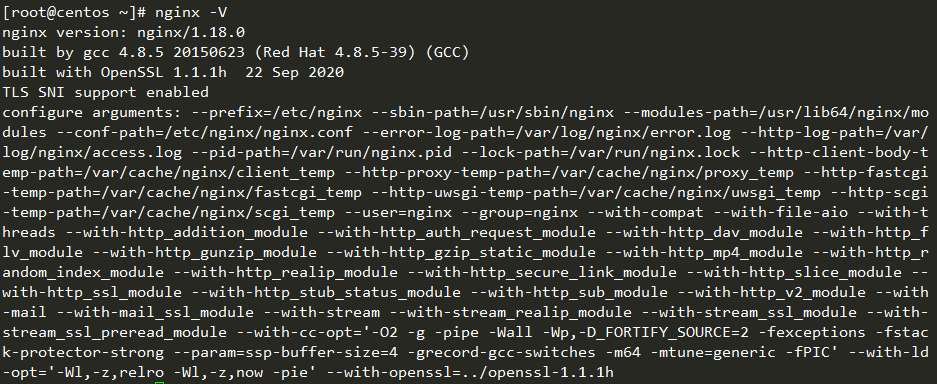 [root@centos ~]# nginx -V
nginx version: nginx/1.18.0
built by gcc 4.8.5 20150623 (Red Hat 4.8.5-39) (GCC)
built with OpenSSL 1.1.1h  22 Sep 2020
TLS SNI support enabled
configure arguments: --prefix=/etc/nginx --sbin-path=/usr/sbin/nginx --modules-path=/usr/lib64/nginx/mo
dules --conf-path=/etc/nginx/nginx.conf --error-log-path=/var/log/nginx/error.log --http-log-path=/var/
log/nginx/access.log --pid-path=/var/run/nginx.pid --lock-path=/var/run/nginx.lock --http-client-body-t
emp-path=/var/cache/nginx/client_temp --http-proxy-temp-path=/var/cache/nginx/proxy_temp --http-fastcgi
-temp-path=/var/cache/nginx/fastcgi_temp --http-uwsgi-temp-path=/var/cache/nginx/uwsgi_temp --http-scgi
-temp-path=/var/cache/nginx/scgi_temp --user=nginx --group=nginx --with-compat --with-file-aio --with-t
hreads --with-http_addition_module --with-http_auth_request_module --with-http_dav_module --with-http_f
lv_module --with-http_gunzip_module --with-http_gzip_static_module --with-http_mp4_module --with-http_r
andom_index_module --with-http_realip_module --with-http_secure_link_module --with-http_slice_module --
with-http_ssl_module --with-http_stub_status_module --with-http_sub_module --with-http_v2_module --with
-mail --with-mail_ssl_module --with-stream --with-stream_realip_module --with-stream_ssl_module --with-
stream_ssl_preread_module --with-cc-opt='-O2 -g -pipe -Wall -Wp,-D_FORTIFY_SOURCE=2 -fexceptions -fstac
k-protector-strong --param=ssp-buffer-size=4 -grecord-gcc-switches -m64 -mtune=generic -fPIC' --with-ld
-opt='-Wl,-z,relro -Wl,-z,now -pie' --with-openssl=../openssl-1.1.1h